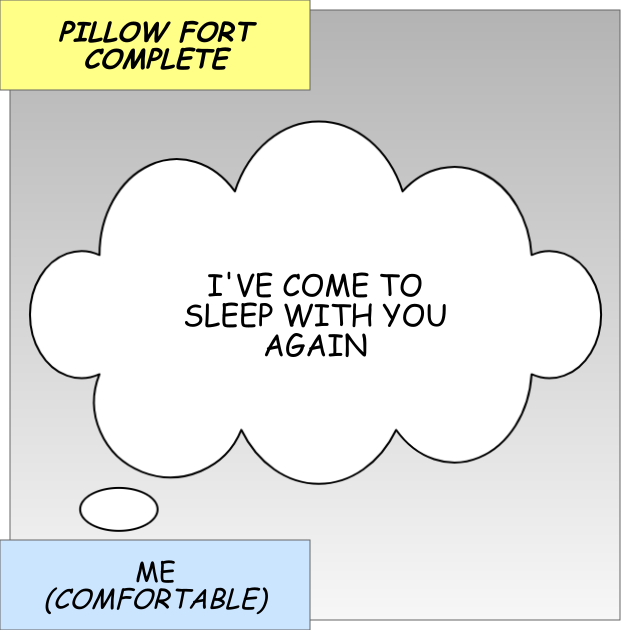 PILLOW FORT
COMPLETE
I'VE COME TO
SLEEP WITH YOU
AGAIN
ME
(COMFORTABLE)